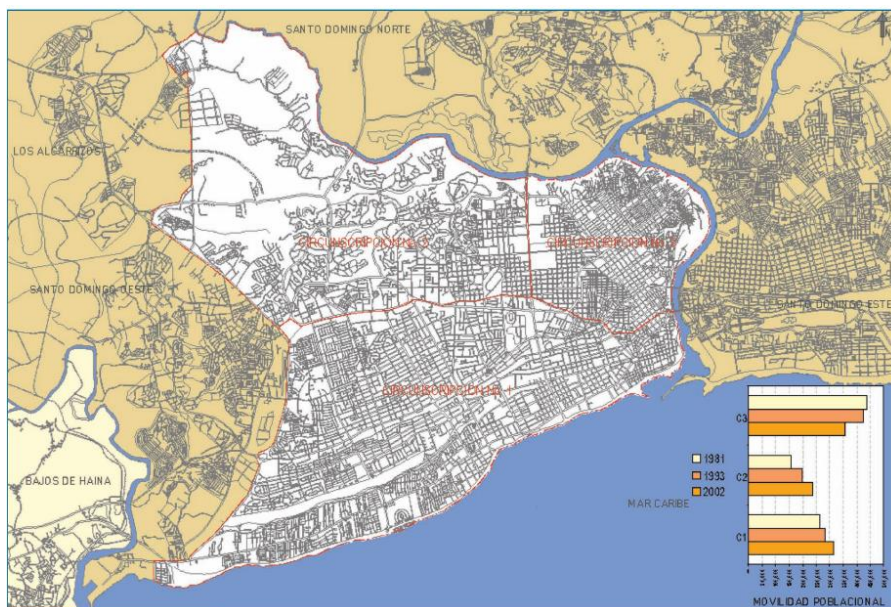 SANTO DOMINGO NORTE
LOS ALCARRIZOS
CIRCUNSCRIPCION No. 3
CIRCUNSCRIPCION No. 2
SANTO DOMINGO OESTE
SANTO DOMINGO ESTE
CIRCUNSCRIPCION No. 1
BAJOS DE HAINA
MAR CARIBE
1981
1993
2002
C3
C2
C1
MOVILIDAD POBLACIONAL